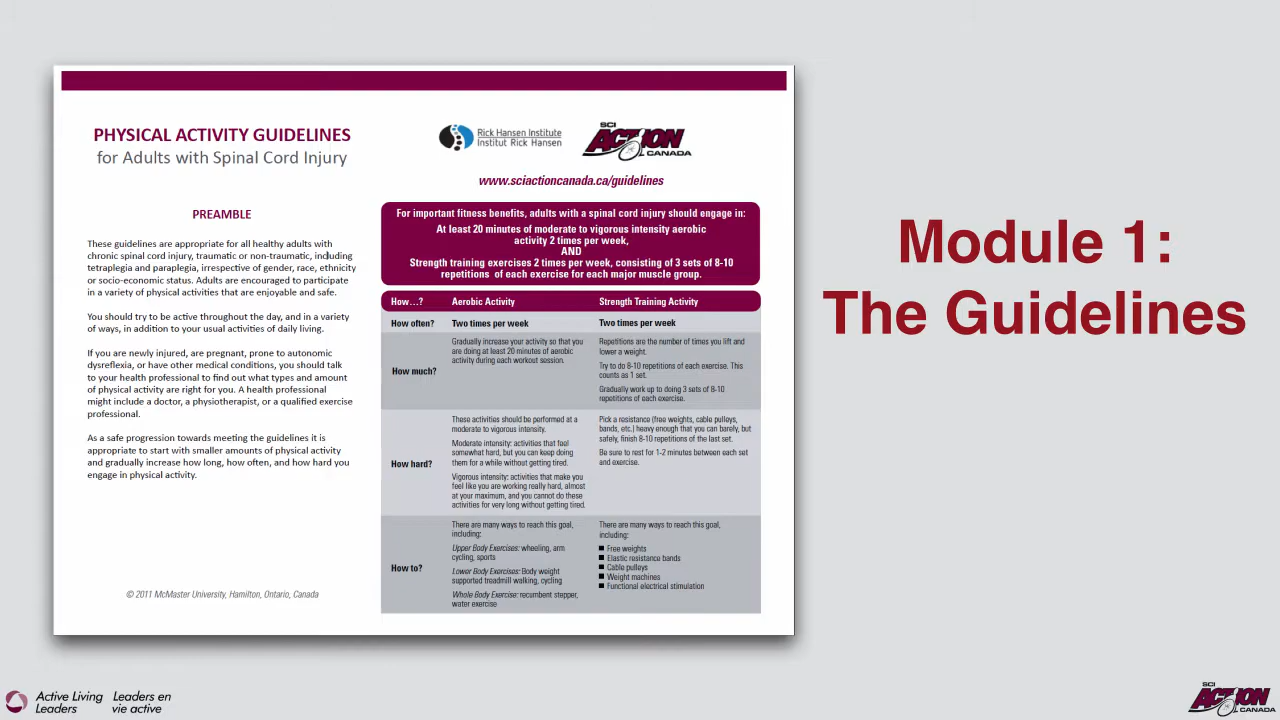 PHYSICAL ACTIVITY GUIDELINES
for Adults with Spinal Cord Injury
PREAMBLE
These guidelines are appropriate for all healthy adults with
chronic spinal cord injury, traumatic or non-traumatic, including
tetraplegia and paraplegia, irrespective of gender, race, ethnicity
or socio-economic status. Adults are encouraged to participate
in a variety of physical activities that are enjoyable and safe.
You should try to be active throughout the day, and in a variety
of ways, in addition to your usual activities of daily living.
If you are newly injured, are pregnant, prone to autonomic
dysreflexia, or have other medical conditions, you should talk
to your health professional to find out what types and amount
of physical activity are right for you. A health professional
might include a doctor, a physiotherapist, or a qualified exercise
professional.
As a safe progression towards meeting the guidelines it is
appropriate to start with smaller amounts of physical activity
and gradually increase how long, how often, and how hard you
engage in physical activity.
© 2011 McMaster University, Hamilton, Ontario, Canada
Rick Hansen Institute
Institut Rick Hansen
SCI
ACTION
CANADA
www.sciactioncanada.ca/guidelines
For important fitness benefits, adults with a spinal cord injury should engage in:
At least 20 minutes of moderate to vigorous intensity aerobic
activity 2 times per week,
AND
Strength training exercises 2 times per week, consisting of 3 sets of 8-10
repetitions of each exercise for each major muscle group.
How…? Aerobic Activity Strength Training Activity
How often? Two times per week Two times per week
How much?
Gradually increase your activity so that you
are doing at least 20 minutes of aerobic
activity during each workout session.
Repetitions are the number of times you lift and
lower a weight.
Try to do 8-10 repetitions of each exercise. This
counts as 1 set.
Gradually work up to doing 3 sets of 8-10
repetitions of each exercise.
How hard?
These activities should be performed at a
moderate to vigorous intensity.
Moderate intensity: activities that feel
somewhat hard, but you can keep doing
them for a while without getting tired.
Vigorous intensity: activities that make you
feel like you are working really hard, almost
at your maximum, and you cannot do these
activities for very long without getting tired.
Pick a resistance (free weights, cable pulleys,
bands, etc.) heavy enough that you can barely, but
safely, finish 8-10 repetitions of the last set.
Be sure to rest for 1-2 minutes between each set
and exercise.
How to?
There are many ways to reach this goal,
including:
Upper Body Exercises: wheeling, arm
cycling, sports
Lower Body Exercises: Body weight
supported treadmill walking, cycling
Whole Body Exercise: recumbent stepper,
water exercise
There are many ways to reach this goal,
including:
Free weights
Elastic resistance bands
Cable pulleys
Weight machines
Functional electrical stimulation
Module 1:
The Guidelines
Active Living
Leaders
Leaders en
vie active
SCI
ACTION
CANADA